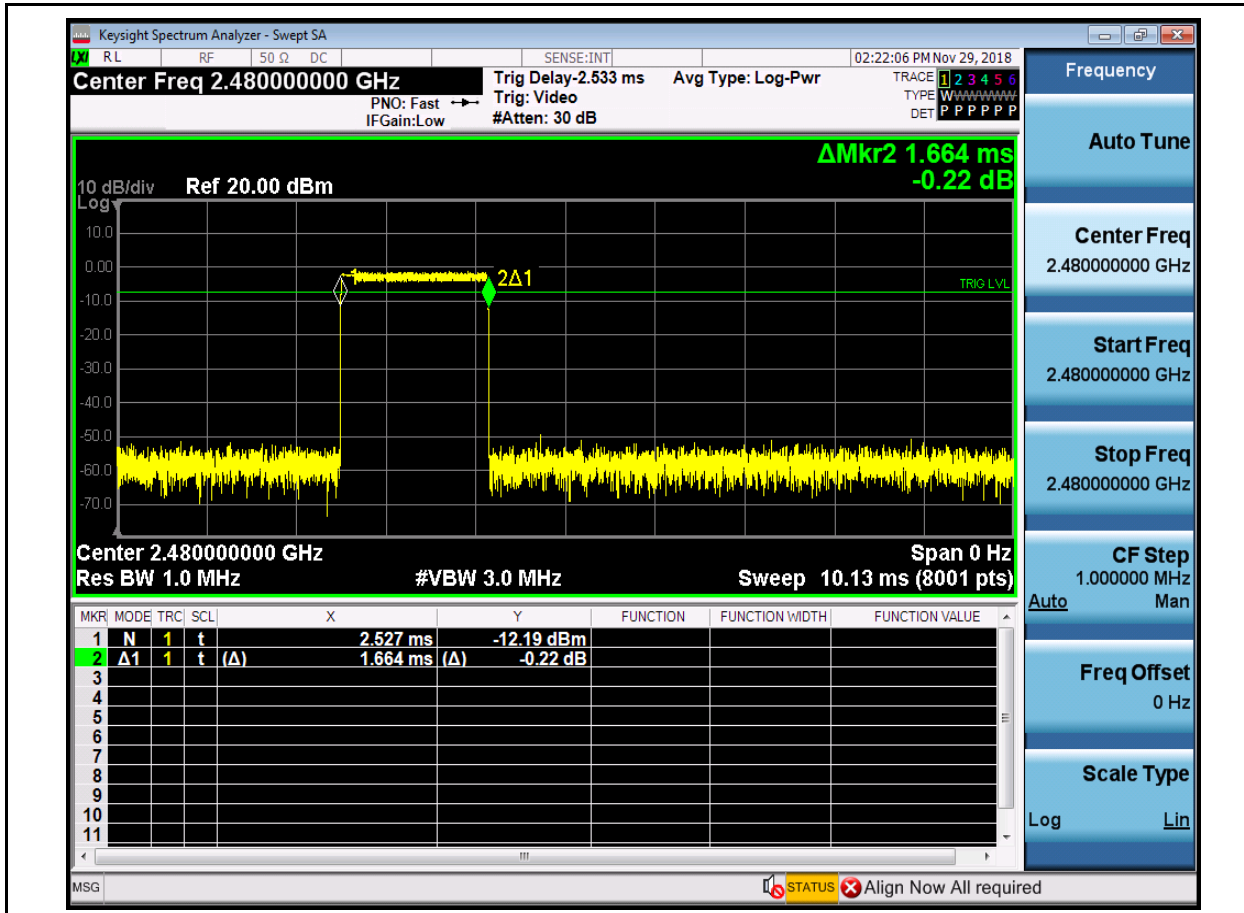 Keysight Spectrum Analyzer - Swept SA
LXI RL RF 50 Ω DC SENSE:INT 02:22:06 PM Nov 29, 2018
Center Freq 2.480000000 GHz
PNO: Fast
IFGain:Low
Trig Delay-2.533 ms
Trig: Video
#Atten: 30 dB
Avg Type: Log-Pwr
TRACE 1 2 3 4 5 6
TYPE WWWWWW
DET P P P P P P
ΔMkr2 1.664 ms
-0.22 dB
10 dB/div Ref 20.00 dBm
Log
10.0
0.00
-10.0
-20.0
-30.0
-40.0
-50.0
-60.0
-70.0
2Δ1
TRIG LVL
Center 2.480000000 GHz Span 0 Hz
Res BW 1.0 MHz #VBW 3.0 MHz Sweep 10.13 ms (8001 pts)
MKR MODE TRC SCL X Y FUNCTION FUNCTION WIDTH FUNCTION VALUE
1 N 1 t 2.527 ms -12.19 dBm
2 Δ1 1 t (Δ) 1.664 ms (Δ) -0.22 dB
3
4
5
6
7
8
9
10
11
MSG STATUS Align Now All required
Frequency
Auto Tune
Center Freq
2.480000000 GHz
Start Freq
2.480000000 GHz
Stop Freq
2.480000000 GHz
CF Step
1.000000 MHz
Auto Man
Freq Offset
0 Hz
Scale Type
Log Lin